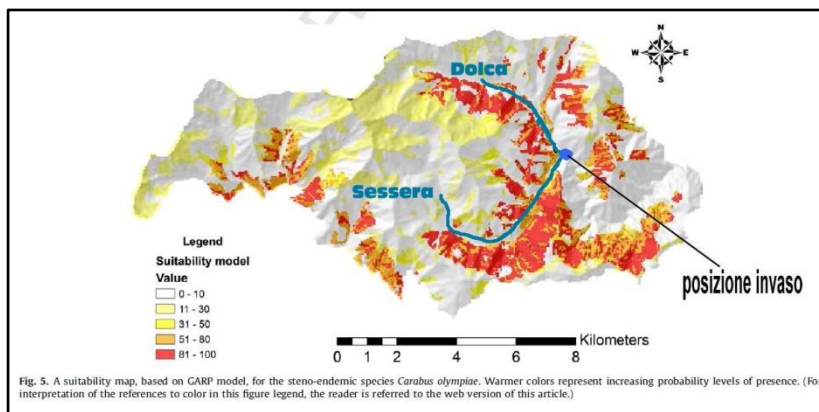 N
W E
S
Dolca
Sessera
posizione invaso
Legend
Suitability model
Value
0 - 10
11 - 30
31 - 50
51 - 80
81 - 100
Kilometers
0 1 2 4 6 8
Fig. 5. A suitability map, based on GARP model, for the steno-endemic species Carabus olympiae. Warmer colors represent increasing probability levels of presence. (For
interpretation of the references to color in this figure legend, the reader is referred to the web version of this article.)